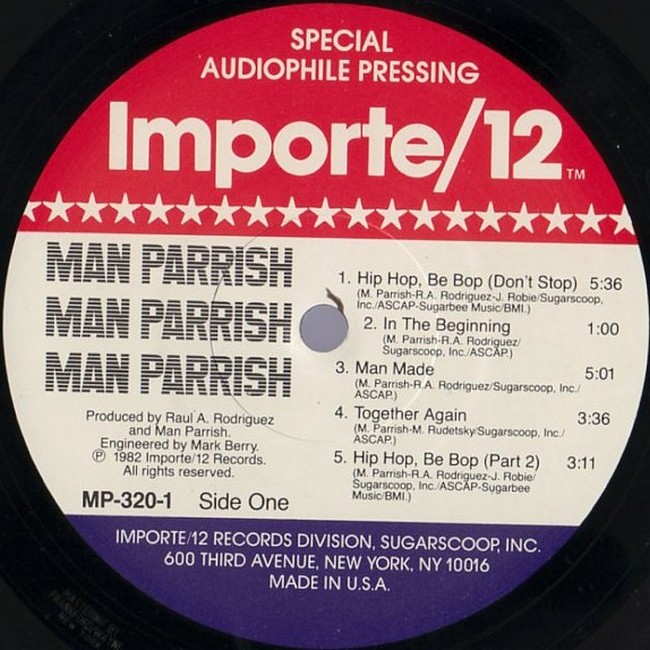 SPECIAL
AUDIOPHILE PRESSING
Importe/12 TM
MAN PARRISH
MAN PARRISH
MAN PARRISH
1. Hip Hop, Be Bop (Don't Stop) 5:36
(M. Parrish-R.A. Rodriguez-J. Robie/Sugarscoop,
Inc./ASCAP-Sugarbee Music/BMI.)
2. In The Beginning 1:00
(M. Parrish-R.A. Rodriguez/
Sugarscoop, Inc./ASCAP.)
3. Man Made 5:01
(M. Parrish-R.A. Rodriguez/Sugarscoop, Inc./
ASCAP.)
4. Together Again 3:36
(M. Parrish-M. Rudetsky/Sugarscoop, Inc./
ASCAP.)
5. Hip Hop, Be Bop (Part 2) 3:11
(M. Parrish-R.A. Rodriguez-J. Robie/
Sugarscoop, Inc./ASCAP-Sugarbee
Music/BMI.)
Produced by Raul A. Rodriguez
and Man Parrish.
Engineered by Mark Berry.
℗ 1982 Importe/12 Records.
All rights reserved.
MP-320-1 Side One
IMPORTE/12 RECORDS DIVISION, SUGARSCOOP, INC.
600 THIRD AVENUE, NEW YORK, NY 10016
MADE IN U.S.A.